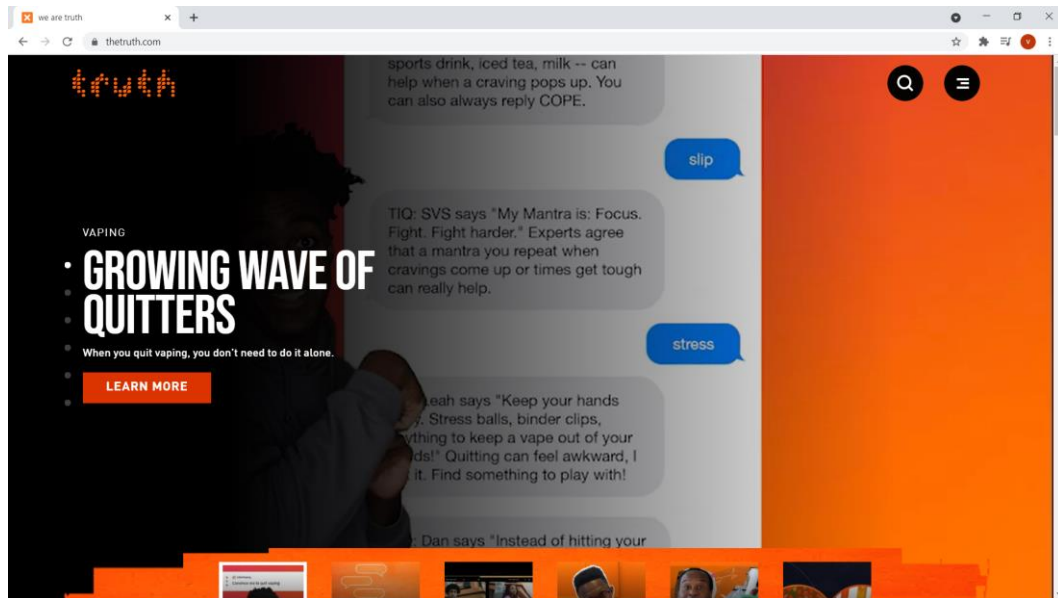 we are truth
thetruth.com
truth
sports drink, iced tea, milk -- can
help when a craving pops up. You
can also always reply COPE.
slip
TIQ: SVS says "My Mantra is: Focus.
Fight. Fight harder." Experts agree
that a mantra you repeat when
cravings come up or times get tough
can really help.
VAPING
GROWING WAVE OF
QUITTERS
When you quit vaping, you don't need to do it alone.
LEARN MORE
stress
eah says "Keep your hands
. Stress balls, binder clips,
ything to keep a vape out of your
ds!" Quitting can feel awkward, I
it. Find something to play with!
: Dan says "Instead of hitting your